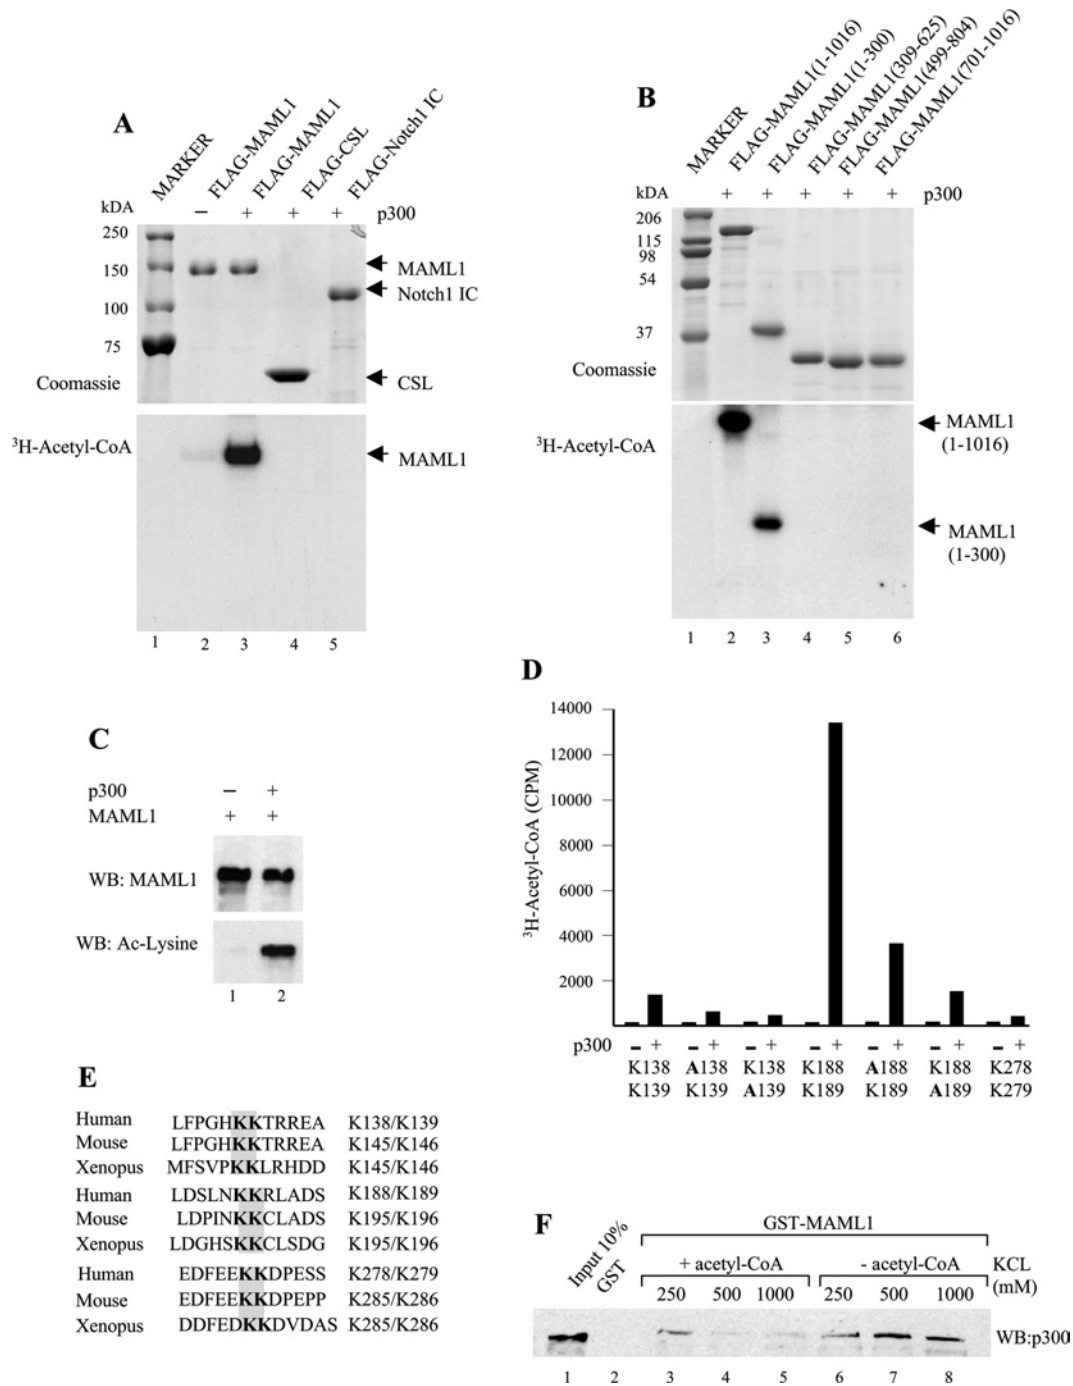 A
MARKER
FLAG-MAML1
FLAG-MAML1
FLAG-CSL
FLAG-Notch1 IC
kDA
– + + + p300
250
150
100
75
MAML1
Notch1 IC
CSL
Coomassie
³H-Acetyl-CoA
MAML1
1 2 3 4 5
B
MARKER
FLAG-MAML1(1-1016)
FLAG-MAML1(1-300)
FLAG-MAML1(309-625)
FLAG-MAML1(499-804)
FLAG-MAML1(701-1016)
kDA + + + + + p300
206
115
98
54
37
Coomassie
³H-Acetyl-CoA
MAML1
(1-1016)
MAML1
(1-300)
1 2 3 4 5 6
C
p300 – +
MAML1 + +
WB: MAML1
WB: Ac-Lysine
1 2
D
³H-Acetyl-CoA (CPM)
14000
12000
10000
8000
6000
4000
2000
p300 – + – + – + – + – + – + – +
K138 A138 K138 K188 A188 K188 K278
K139 K139 A139 K189 K189 A189 K279
E
Human LFPGHKKTRREA K138/K139
Mouse LFPGHKKTRREA K145/K146
Xenopus MFSVPKKLRHDD K145/K146
Human LDSLNKKRLADS K188/K189
Mouse LDPINKKCLADS K195/K196
Xenopus LDGHSKKCLSDG K195/K196
Human EDFEEKKDPESS K278/K279
Mouse EDFEEKKDPEPP K285/K286
Xenopus DDFEDKKDVDAS K285/K286
F
Input 10%
GST
GST-MAML1
+ acetyl-CoA - acetyl-CoA KCL
250 500 1000 250 500 1000 (mM)
WB:p300
1 2 3 4 5 6 7 8